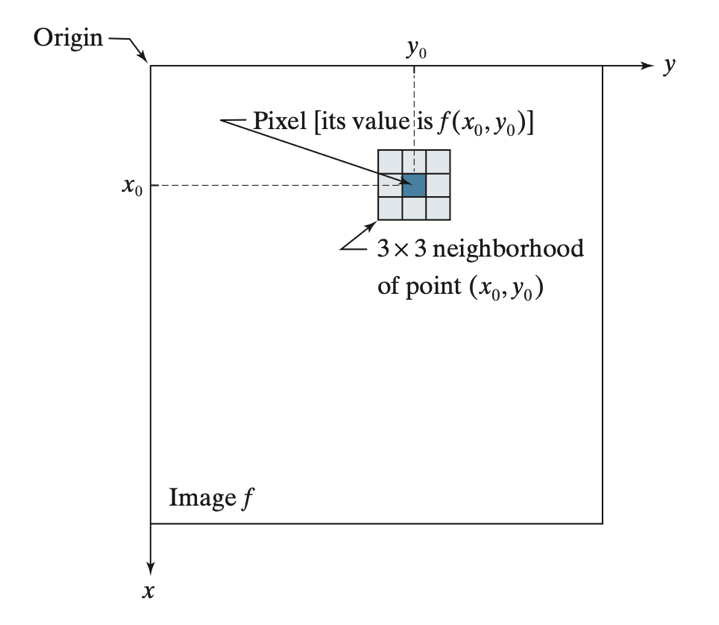 Origin
y₀
y
Pixel [its value is f(x₀, y₀)]
x₀
3 × 3 neighborhood
of point (x₀, y₀)
Image f
x